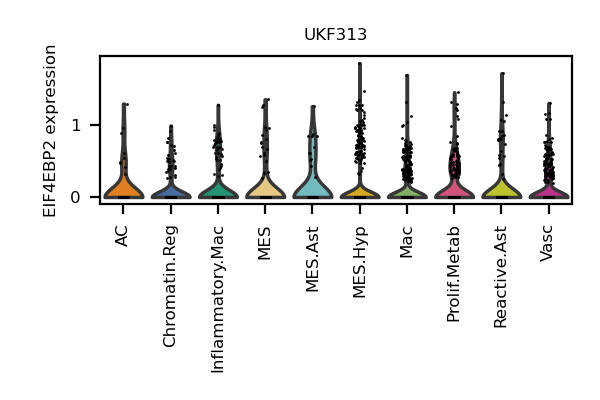 UKF313
EIF4EBP2 expression
1
0
AC
Chromatin.Reg
Inflammatory.Mac
MES
MES.Ast
MES.Hyp
Mac
Prolif.Metab
Reactive.Ast
Vasc